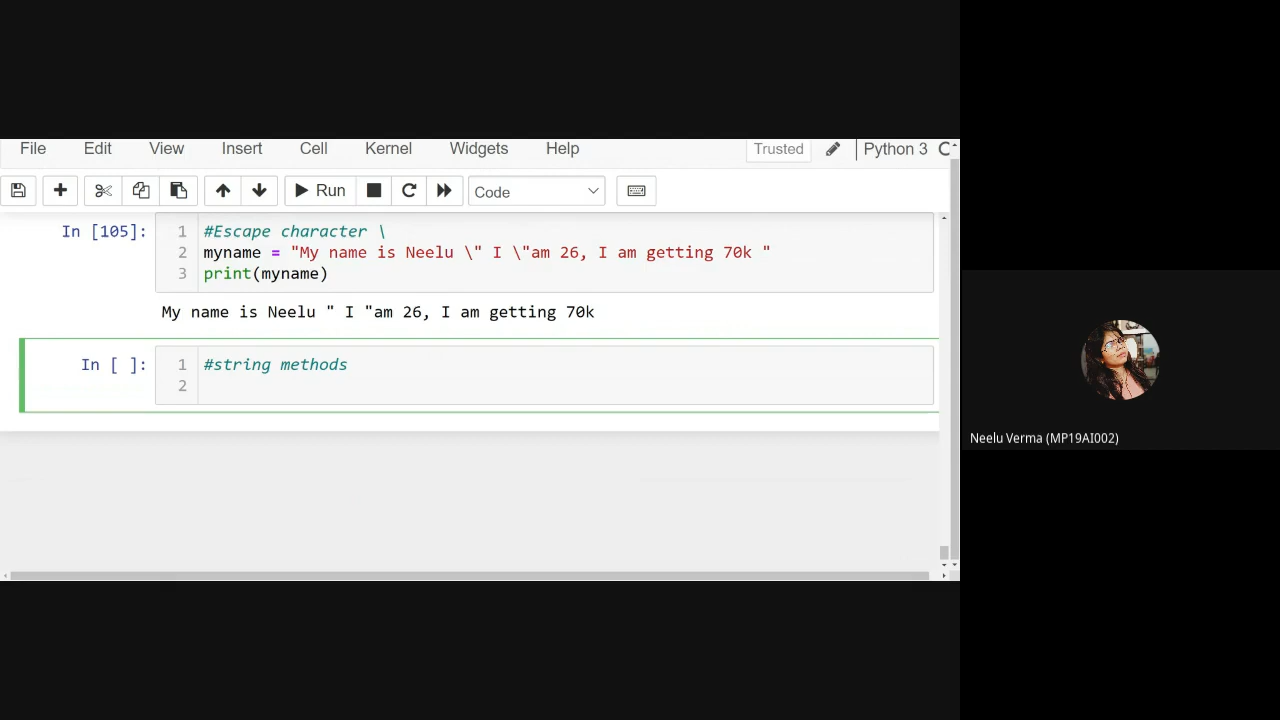 File Edit View Insert Cell Kernel Widgets Help Trusted Python 3
Run Code
In [105]: 1 #Escape character \
2 myname = "My name is Neelu \" I \"am 26, I am getting 70k "
3 print(myname)
My name is Neelu " I "am 26, I am getting 70k
In [ ]: 1 #string methods
2
Neelu Verma (MP19AI002)